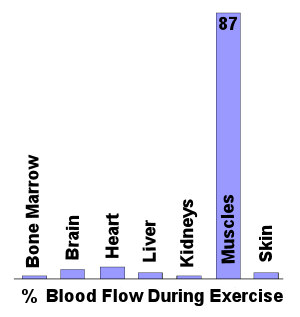 87
Bone Marrow
Brain
Heart
Liver
Kidneys
Muscles
Skin
% Blood Flow During Exercise